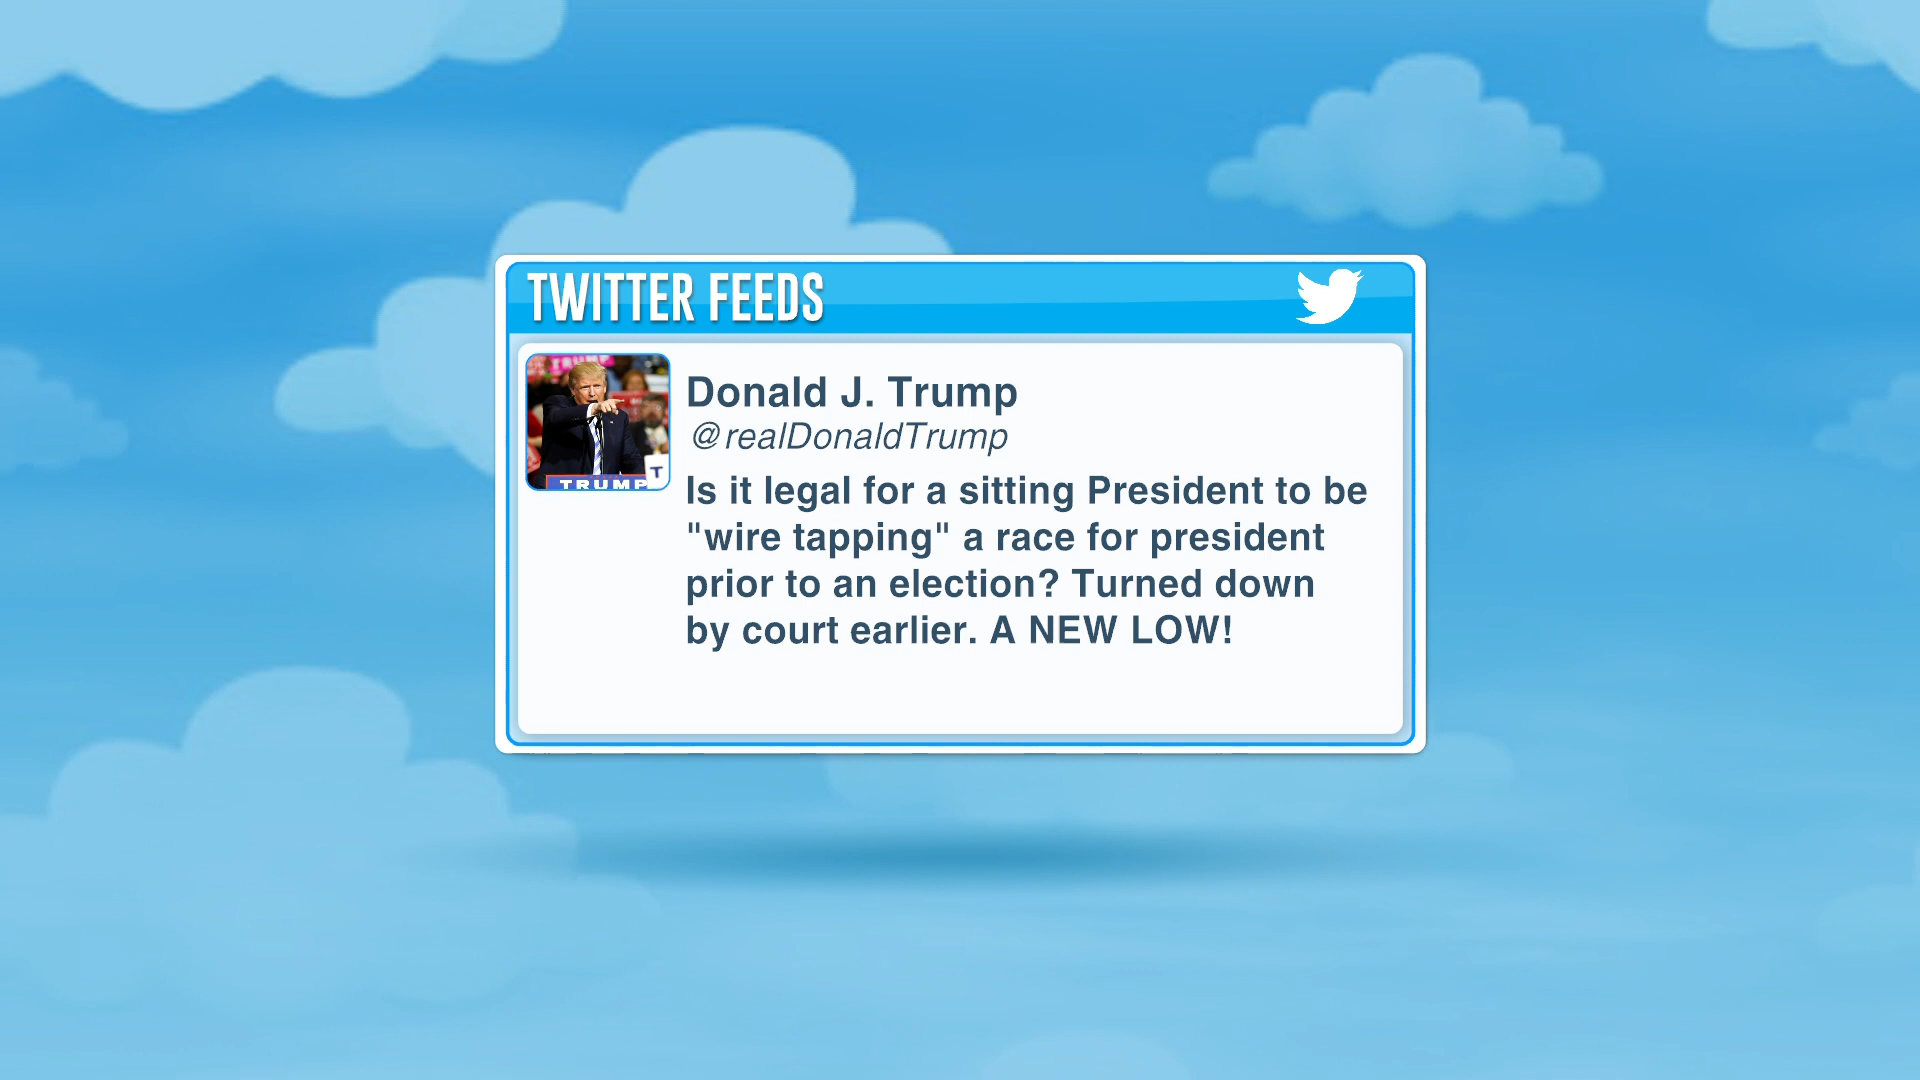 TWITTER FEEDS
Donald J. Trump
@realDonaldTrump
Is it legal for a sitting President to be
"wire tapping" a race for president
prior to an election? Turned down
by court earlier. A NEW LOW!
TRUMP
T
TRUMP